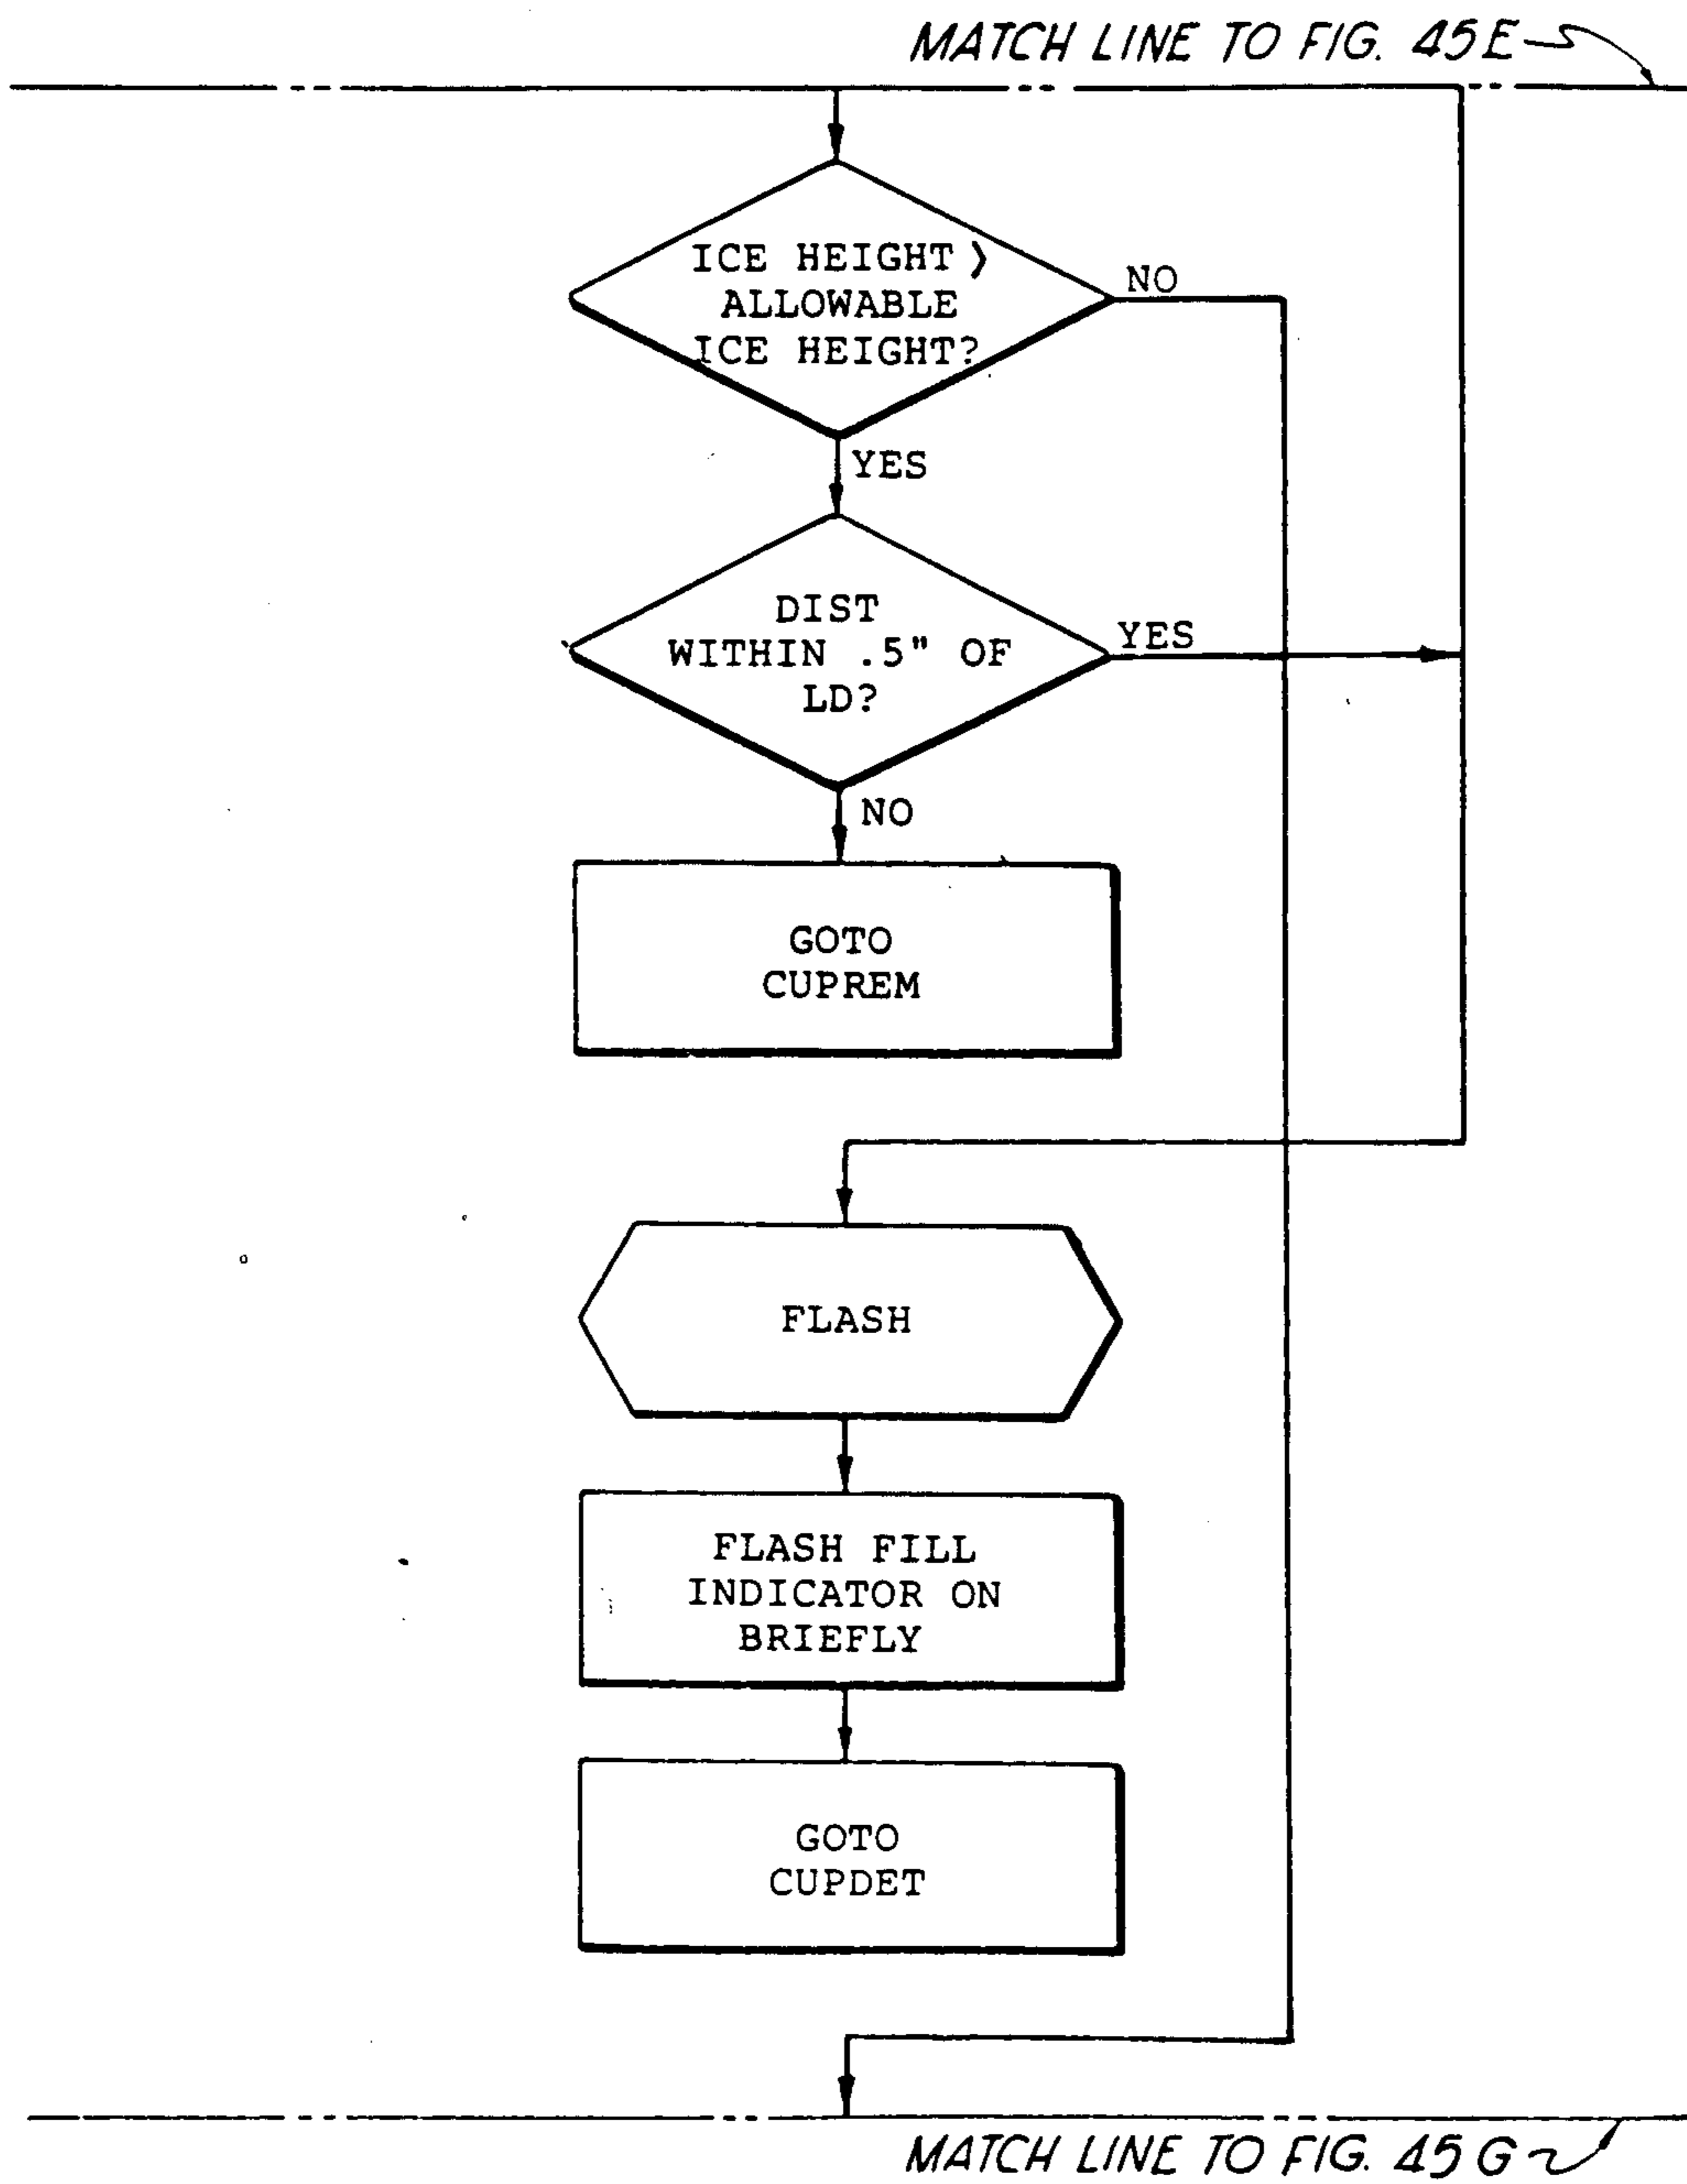 MATCH LINE TO FIG. 45E
ICE HEIGHT >
ALLOWABLE
ICE HEIGHT?
NO
YES
DIST
WITHIN .5" OF
LD?
YES
NO
GOTO
CUPREM
FLASH
FLASH FILL
INDICATOR ON
BRIEFLY
GOTO
CUPDET
MATCH LINE TO FIG. 45G